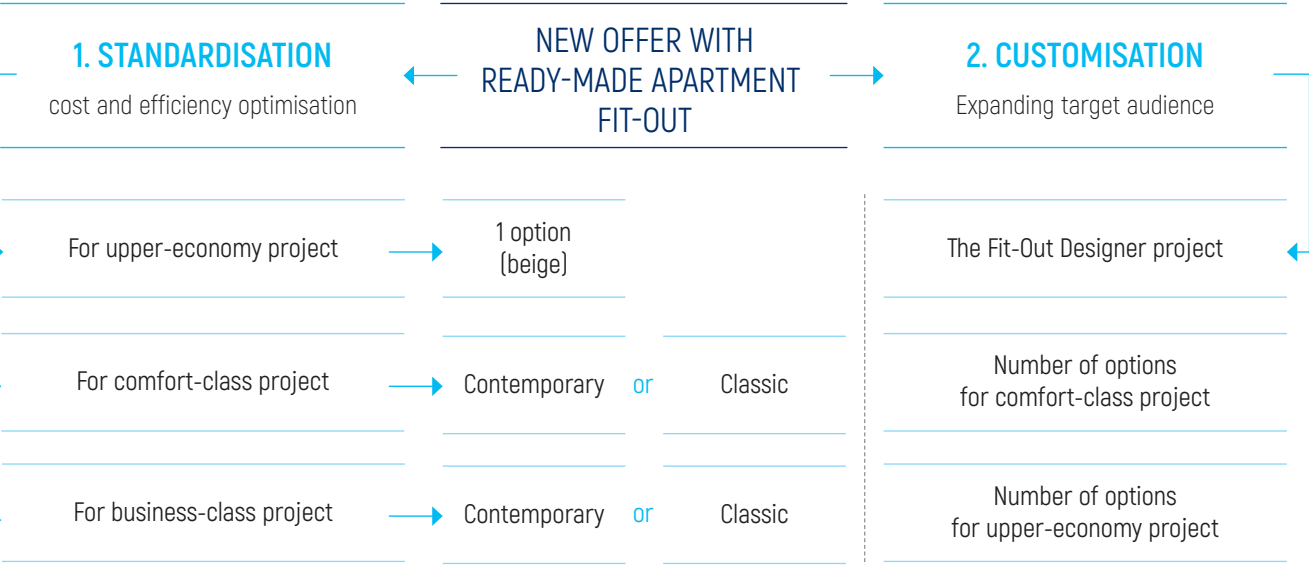 1. STANDARDISATION
cost and efficiency optimisation
NEW OFFER WITH
READY-MADE APARTMENT
FIT-OUT
2. CUSTOMISATION
Expanding target audience
For upper-economy project
1 option
(beige)
The Fit-Out Designer project
For comfort-class project
Contemporary or Classic
Number of options
for comfort-class project
For business-class project
Contemporary or Classic
Number of options
for upper-economy project